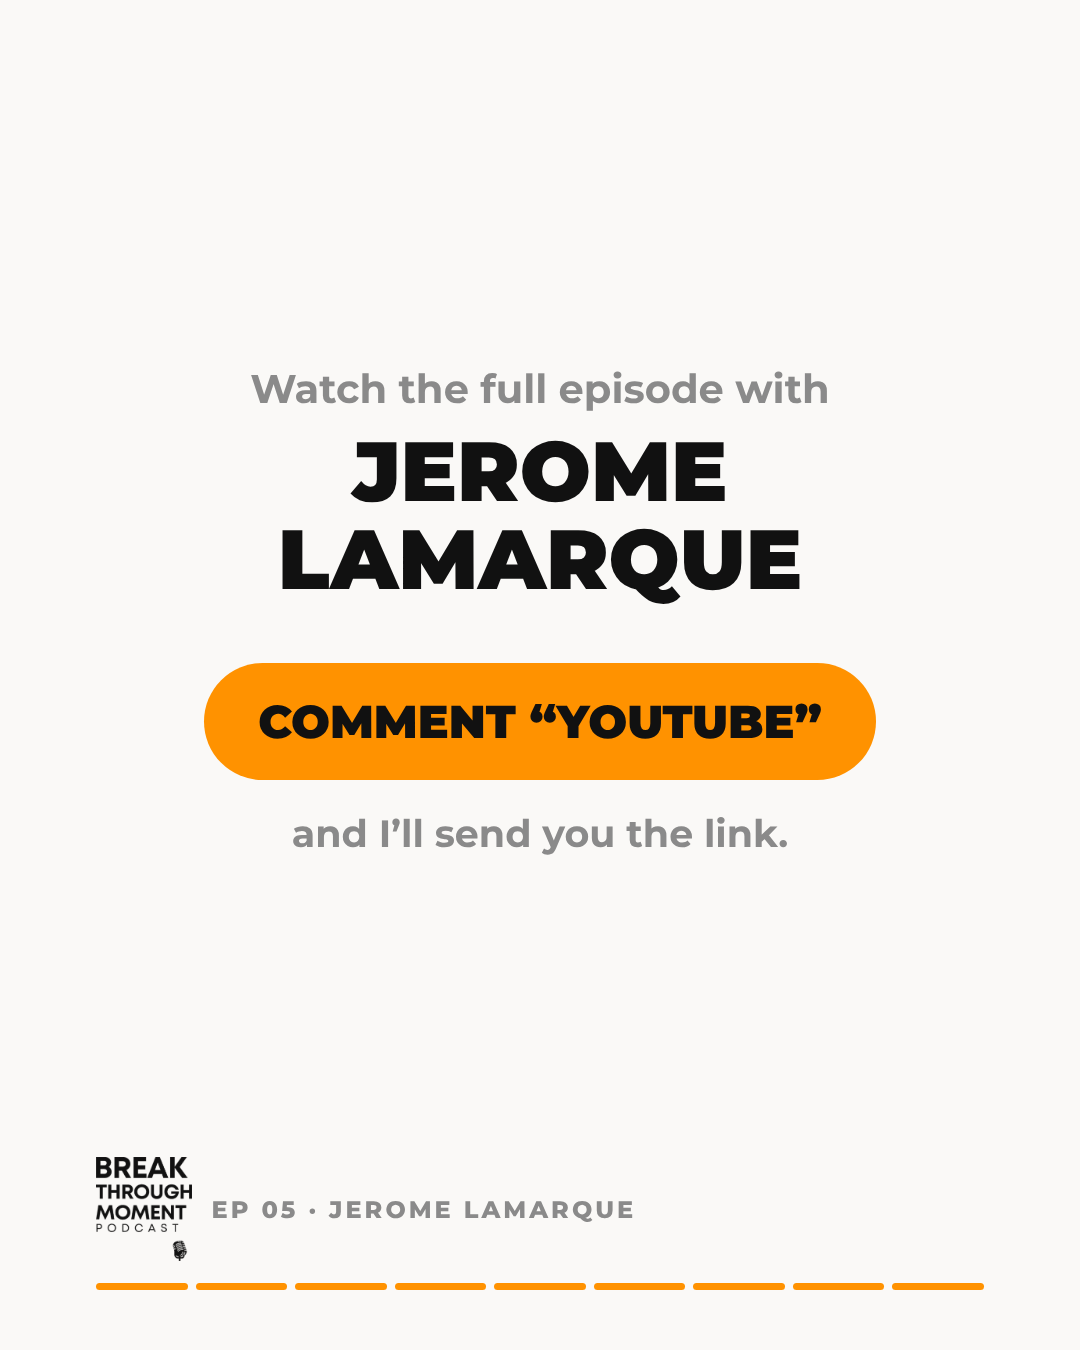 Watch the full episode with
JEROME
LAMARQUE
COMMENT “YOUTUBE”
and I’ll send you the link.
BREAK
THROUGH
MOMENT
PODCAST
EP 05 · JEROME LAMARQUE